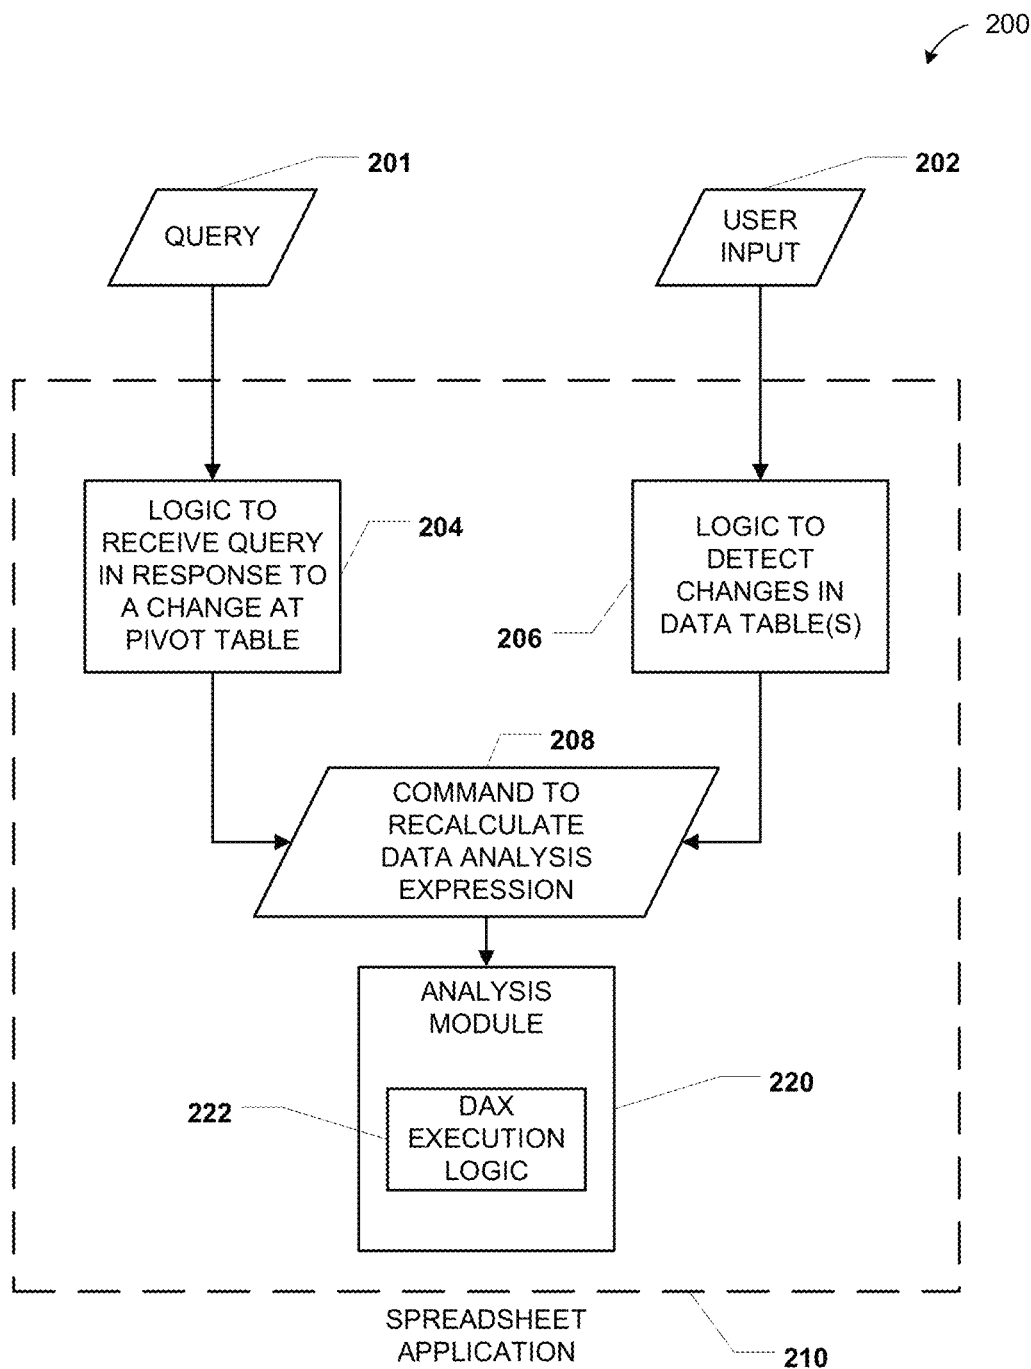 200
201
202
QUERY
USER
INPUT
LOGIC TO
RECEIVE QUERY
IN RESPONSE TO
A CHANGE AT
PIVOT TABLE
204
LOGIC TO
DETECT
CHANGES IN
DATA TABLE(S)
206
208
COMMAND TO
RECALCULATE
DATA ANALYSIS
EXPRESSION
ANALYSIS
MODULE
220
222
DAX
EXECUTION
LOGIC
SPREADSHEET
APPLICATION
210